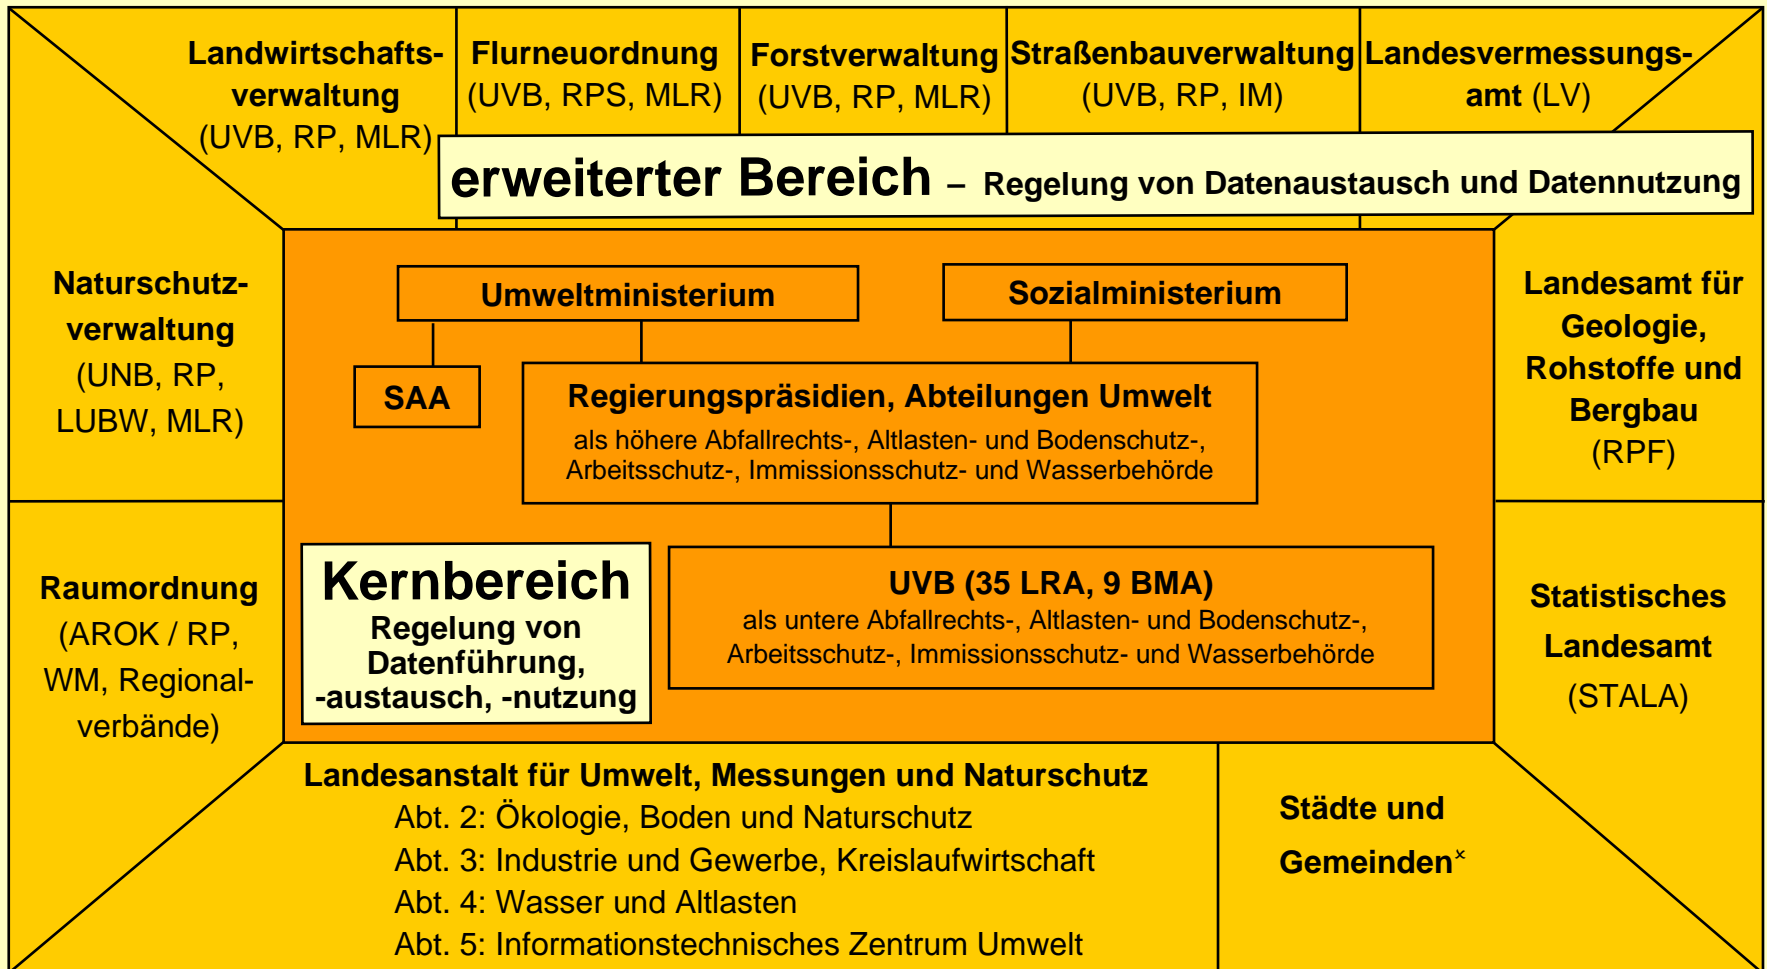 Landwirtschafts-
verwaltung
(UVB, RP, MLR)
Flurneuordnung
(UVB, RPS, MLR)
Forstverwaltung
(UVB, RP, MLR)
Straßenbauverwaltung
(UVB, RP, IM)
Landesvermessungs-
amt (LV)
erweiterter Bereich – Regelung von Datenaustausch und Datennutzung
Naturschutz-
verwaltung
(UNB, RP,
LUBW, MLR)
Raumordnung
(AROK / RP,
WM, Regional-
verbände)
Umweltministerium
Sozialministerium
SAA
Regierungspräsidien, Abteilungen Umwelt
als höhere Abfallrechts-, Altlasten- und Bodenschutz-,
Arbeitsschutz-, Immissionsschutz- und Wasserbehörde
Kernbereich
Regelung von
Datenführung,
-austausch, -nutzung
UVB (35 LRA, 9 BMA)
als untere Abfallrechts-, Altlasten- und Bodenschutz-,
Arbeitsschutz-, Immissionsschutz- und Wasserbehörde
Landesamt für
Geologie,
Rohstoffe und
Bergbau
(RPF)
Statistisches
Landesamt
(STALA)
Landesanstalt für Umwelt, Messungen und Naturschutz
Abt. 2: Ökologie, Boden und Naturschutz
Abt. 3: Industrie und Gewerbe, Kreislaufwirtschaft
Abt. 4: Wasser und Altlasten
Abt. 5: Informationstechnisches Zentrum Umwelt
Städte und
Gemeindenˣ